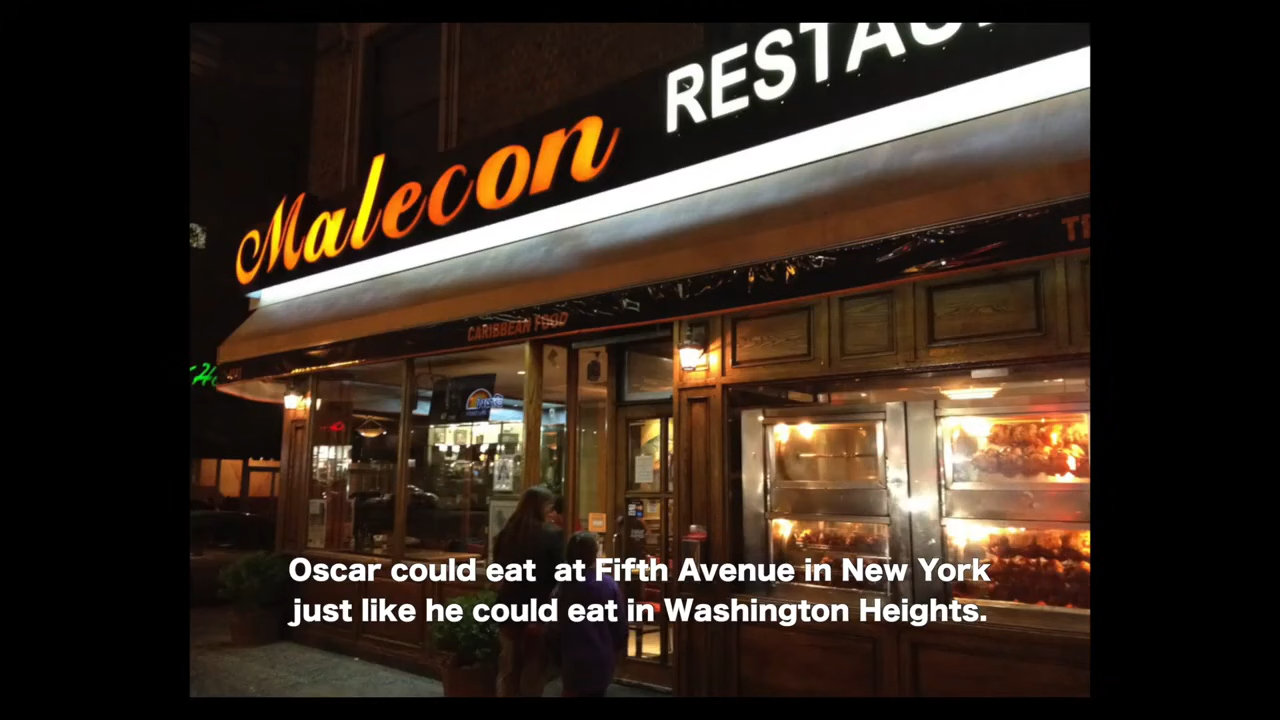 Malecon RESTAU
CARIBBEAN FOOD
Oscar could eat  at Fifth Avenue in New York
just like he could eat in Washington Heights.